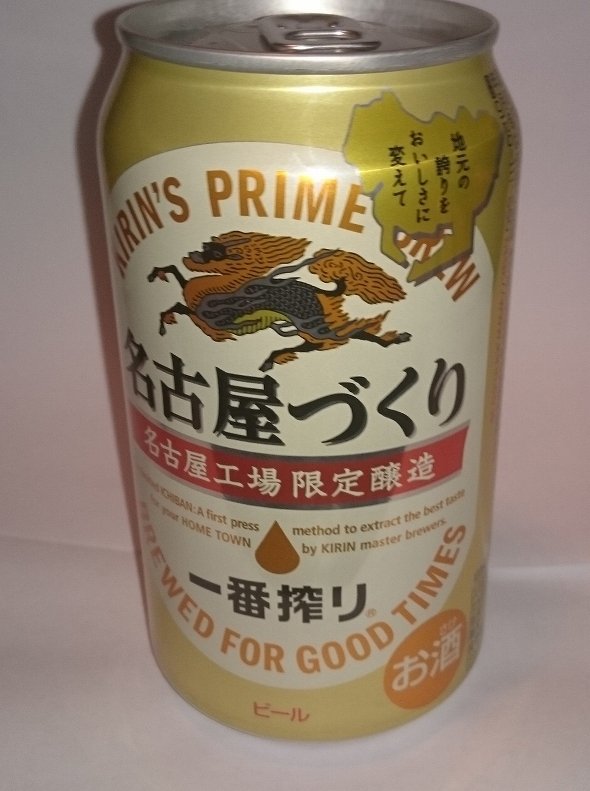 地元の
誇りを
おいしさに
変えて
KIRIN'S PRIME BREW
名古屋づくり
名古屋工場限定醸造
ICHIBAN: A first press
for your HOME TOWN
method to extract the best taste
by KIRIN master brewers.
一番搾り®
BREWED FOR GOOD TIMES
お酒
ビール